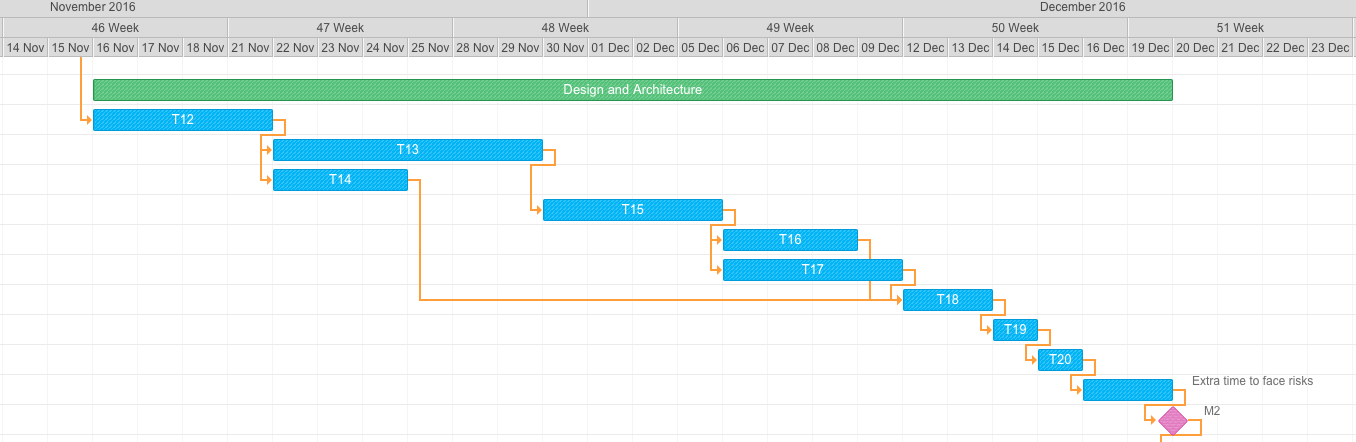 November 2016 December 2016
46 Week 47 Week 48 Week 49 Week 50 Week 51 Week
14 Nov 15 Nov 16 Nov 17 Nov 18 Nov 21 Nov 22 Nov 23 Nov 24 Nov 25 Nov 28 Nov 29 Nov 30 Nov 01 Dec 02 Dec 05 Dec 06 Dec 07 Dec 08 Dec 09 Dec 12 Dec 13 Dec 14 Dec 15 Dec 16 Dec 19 Dec 20 Dec 21 Dec 22 Dec 23 Dec
Design and Architecture
T12
T13
T14
T15
T16
T17
T18
T19
T20
Extra time to face risks
M2